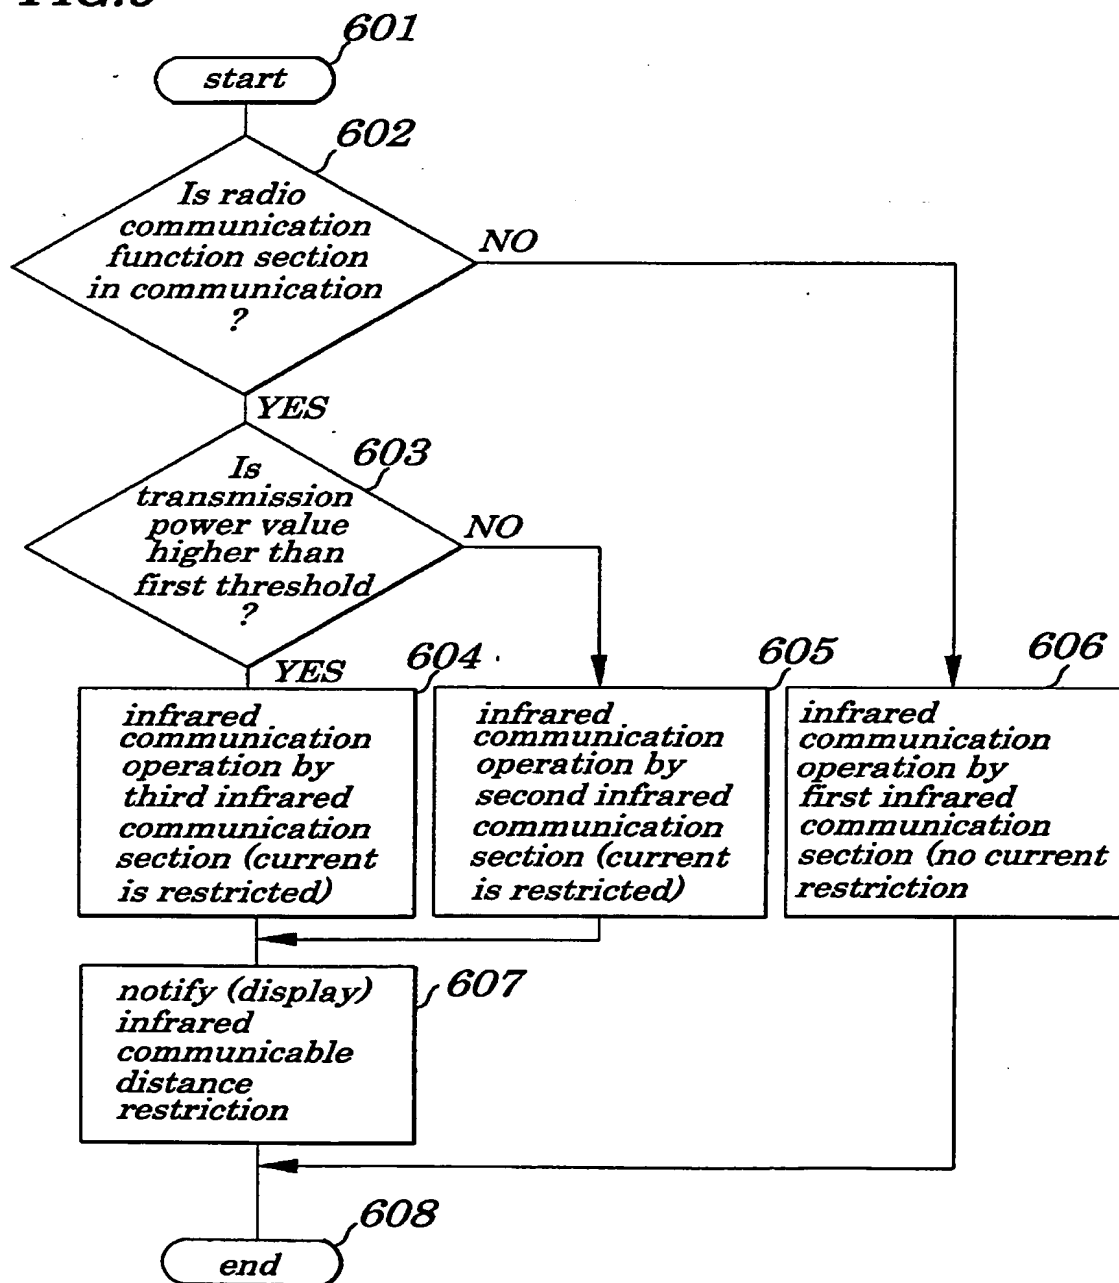 601
start
602
Is radio
communication
function section
in communication
?
NO
YES
603
Is
transmission
power value
higher than
first threshold
?
NO
YES
604
infrared
communication
operation by
third infrared
communication
section (current
is restricted)
605
infrared
communication
operation by
second infrared
communication
section (current
is restricted)
606
infrared
communication
operation by
first infrared
communication
section (no current
restriction
607
notify (display)
infrared
communicable
distance
restriction
608
end